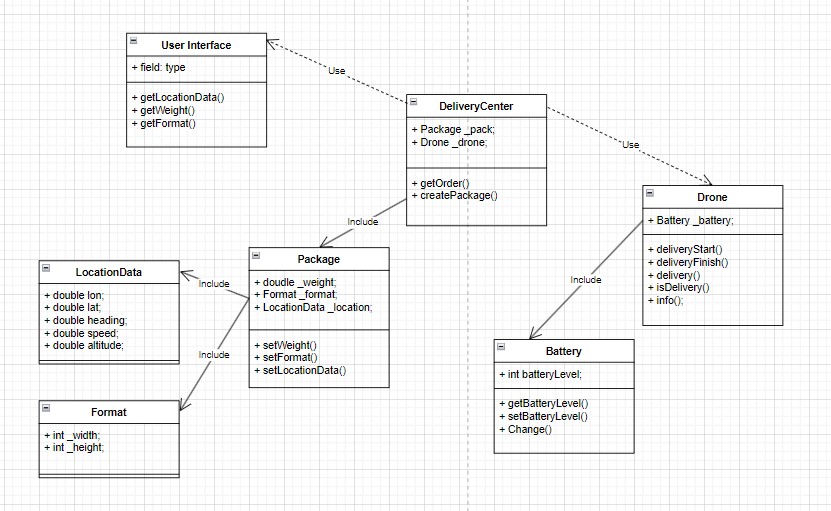 User Interface
+ field: type
+ getLocationData()
+ getWeight()
+ getFormat()
Use
DeliveryCenter
+ Package _pack;
+ Drone _drone;
+ getOrder()
+ createPackage()
Use
Drone
+ Battery _battery;
+ deliveryStart()
+ deliveryFinish()
+ delivery()
+ isDelivery()
+ info();
Include
Package
+ doudle _weight;
+ Format _format;
+ LocationData _location;
+ setWeight()
+ setFormat()
+ setLocationData()
LocationData
+ double lon;
+ double lat;
+ double heading;
+ double speed;
+ double altitude;
Include
Include
Include
Battery
+ int batteryLevel;
+ getBatteryLevel()
+ setBatteryLevel()
+ Change()
Format
+ int _width;
+ int _height;